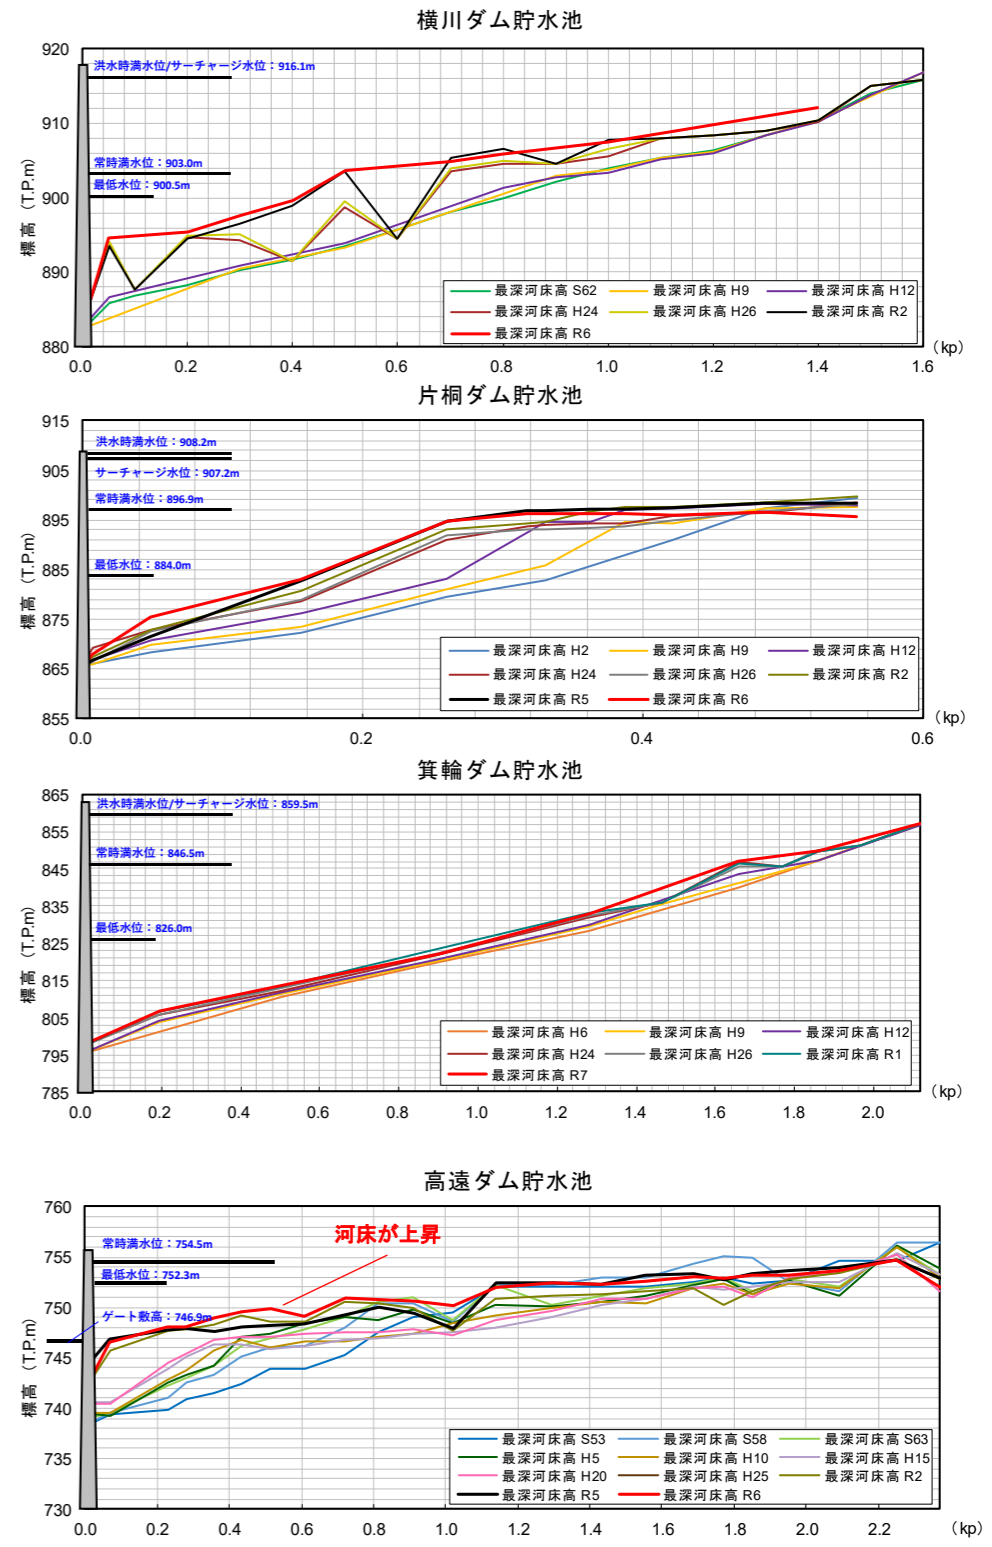 横川ダム貯水池
920
洪水時満水位/サーチャージ水位：916.1m
910
常時満水位：903.0m
900
最低水位：900.5m
標高（T.P.m）
890
最深河床高 S62
最深河床高 H9
最深河床高 H12
最深河床高 H24
最深河床高 H26
最深河床高 R2
最深河床高 R6
880
（kp）
0.0 0.2 0.4 0.6 0.8 1.0 1.2 1.4 1.6
片桐ダム貯水池
915
洪水時満水位：908.2m
905
サーチャージ水位：907.2m
常時満水位：896.9m
895
最低水位：884.0m
885
標高（T.P.m）
875
最深河床高 H2
最深河床高 H9
最深河床高 H12
865
最深河床高 H24
最深河床高 H26
最深河床高 R2
最深河床高 R5
最深河床高 R6
855
（kp）
0.0 0.2 0.4 0.6
箕輪ダム貯水池
865
洪水時満水位/サーチャージ水位：859.5m
855
常時満水位：846.5m
845
835
最低水位：826.0m
825
標高（T.P.m）
815
805
最深河床高 H6
最深河床高 H9
最深河床高 H12
795
最深河床高 H24
最深河床高 H26
最深河床高 R1
最深河床高 R7
785
（kp）
0.0 0.2 0.4 0.6 0.8 1.0 1.2 1.4 1.6 1.8 2.0
高遠ダム貯水池
760
河床が上昇
常時満水位：754.5m
755
最低水位：752.3m
750
ゲート敷高：746.9m
745
標高（T.P.m）
740
735
最深河床高 S53
最深河床高 S58
最深河床高 S63
最深河床高 H5
最深河床高 H10
最深河床高 H15
最深河床高 H20
最深河床高 H25
最深河床高 R2
最深河床高 R5
最深河床高 R6
730
0.0 0.2 0.4 0.6 0.8 1.0 1.2 1.4 1.6 1.8 2.0 2.2
（kp）